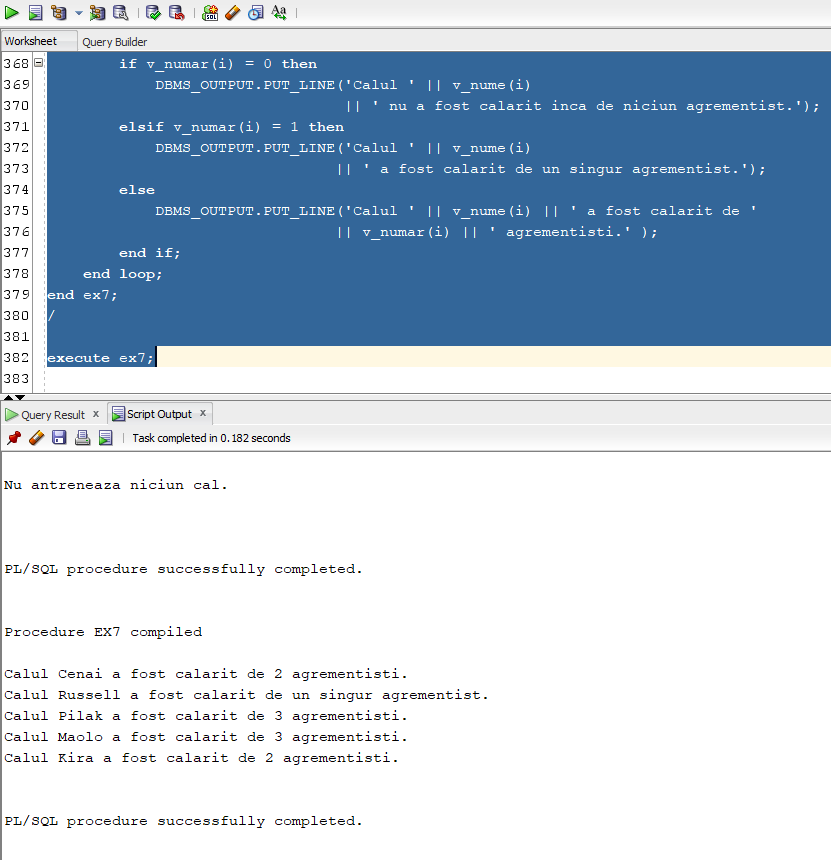 SQL
Aa
Worksheet
Query Builder
368 if v_numar(i) = 0 then
369 DBMS_OUTPUT.PUT_LINE('Calul ' || v_nume(i)
370 || ' nu a fost calarit inca de niciun agrementist.');
371 elsif v_numar(i) = 1 then
372 DBMS_OUTPUT.PUT_LINE('Calul ' || v_nume(i)
373 || ' a fost calarit de un singur agrementist.');
374 else
375 DBMS_OUTPUT.PUT_LINE('Calul ' || v_nume(i) || ' a fost calarit de '
376 || v_numar(i) || ' agrementisti.' );
377 end if;
378 end loop;
379 end ex7;
380 /
381
382 execute ex7;
383
Query Result x Script Output x
Task completed in 0.182 seconds
Nu antreneaza niciun cal.
PL/SQL procedure successfully completed.
Procedure EX7 compiled
Calul Cenai a fost calarit de 2 agrementisti.
Calul Russell a fost calarit de un singur agrementist.
Calul Pilak a fost calarit de 3 agrementisti.
Calul Maolo a fost calarit de 3 agrementisti.
Calul Kira a fost calarit de 2 agrementisti.
PL/SQL procedure successfully completed.